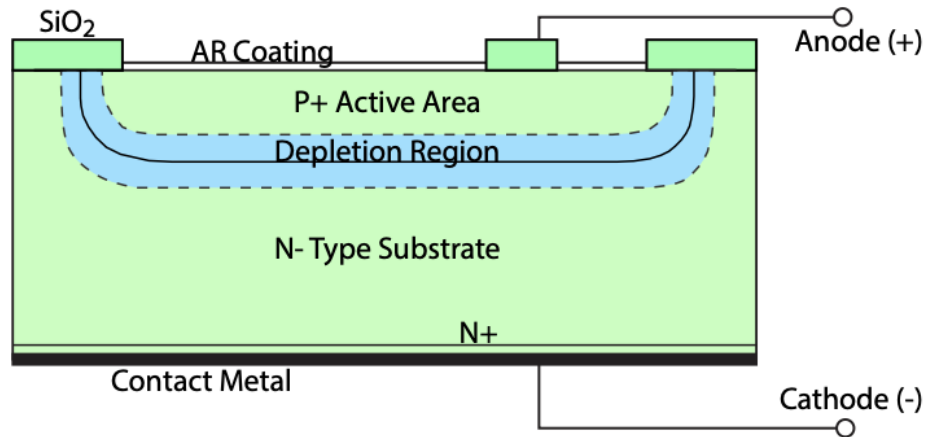 SiO₂
AR Coating
Anode (+)
P+ Active Area
Depletion Region
N- Type Substrate
N+
Contact Metal
Cathode (-)